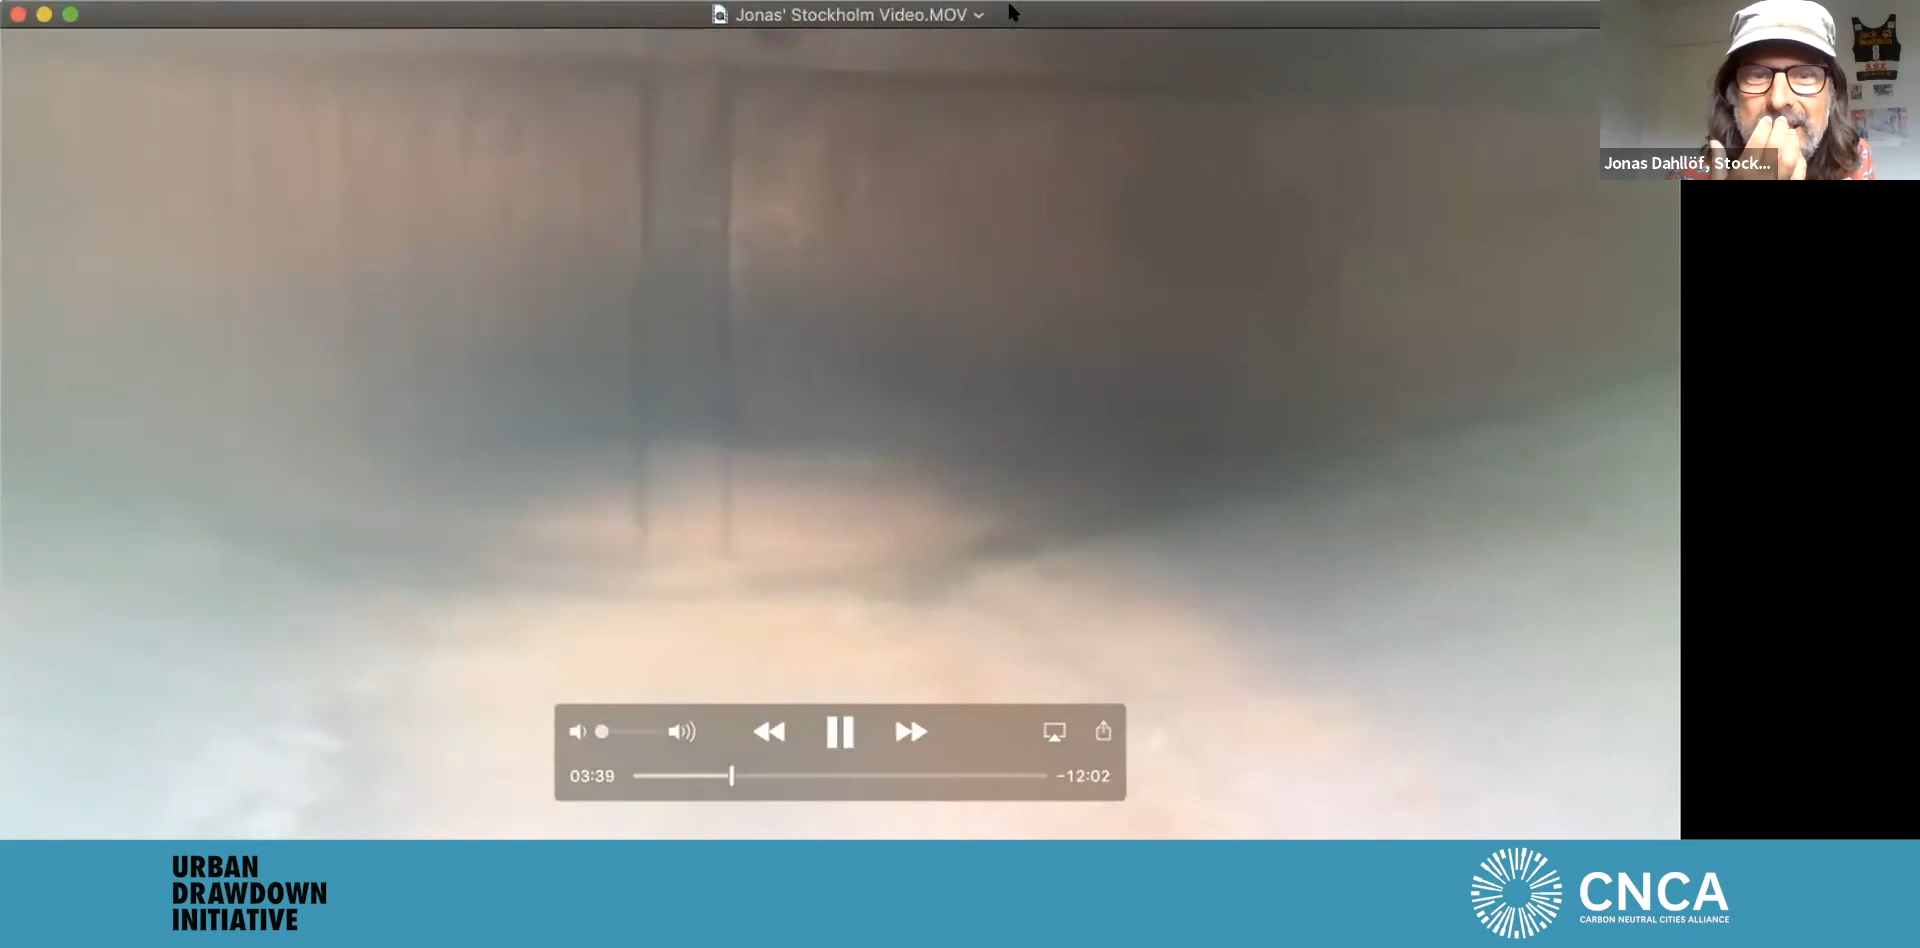 Jonas' Stockholm Video.MOV
Jonas Dahllöf, Stock...
03:39
-12:02
URBAN
DRAWDOWN
INITIATIVE
CNCA
CARBON NEUTRAL CITIES ALLIANCE